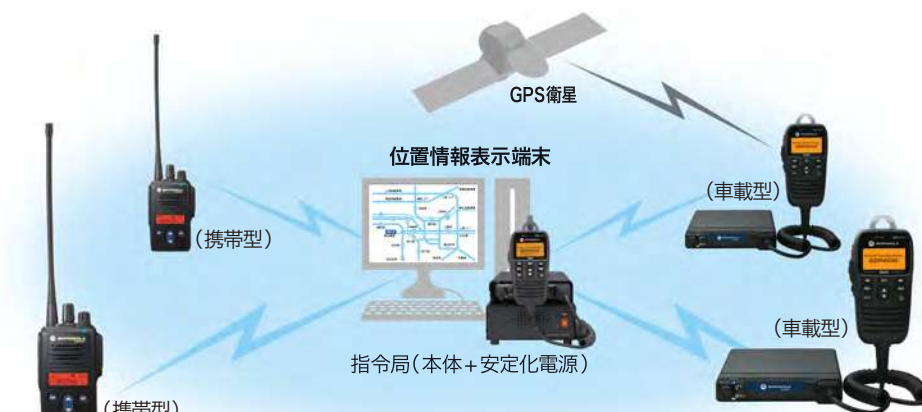 GPS衛星
位置情報表示端末
(車載型)
(携帯型)
(車載型)
指令局(本体+安定化電源)
(携帯型)
MOTOROLA